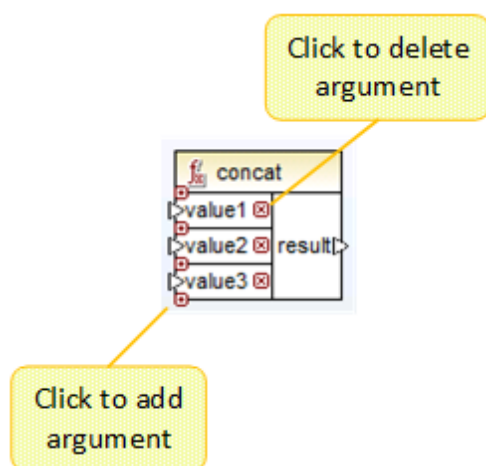 Click to delete
argument
concat
value1
value2 result
value3
Click to add
argument